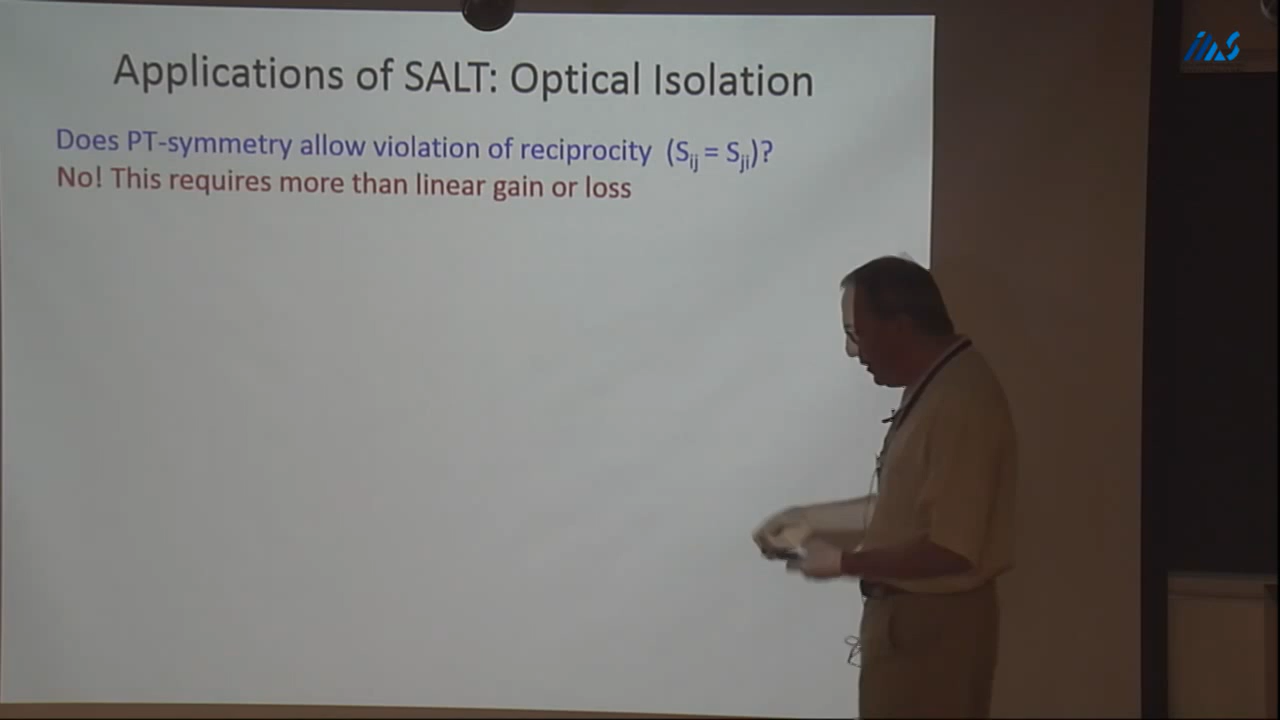 Applications of SALT: Optical Isolation
Does PT-symmetry allow violation of reciprocity (Sij = Sji)?
No! This requires more than linear gain or loss
IMS